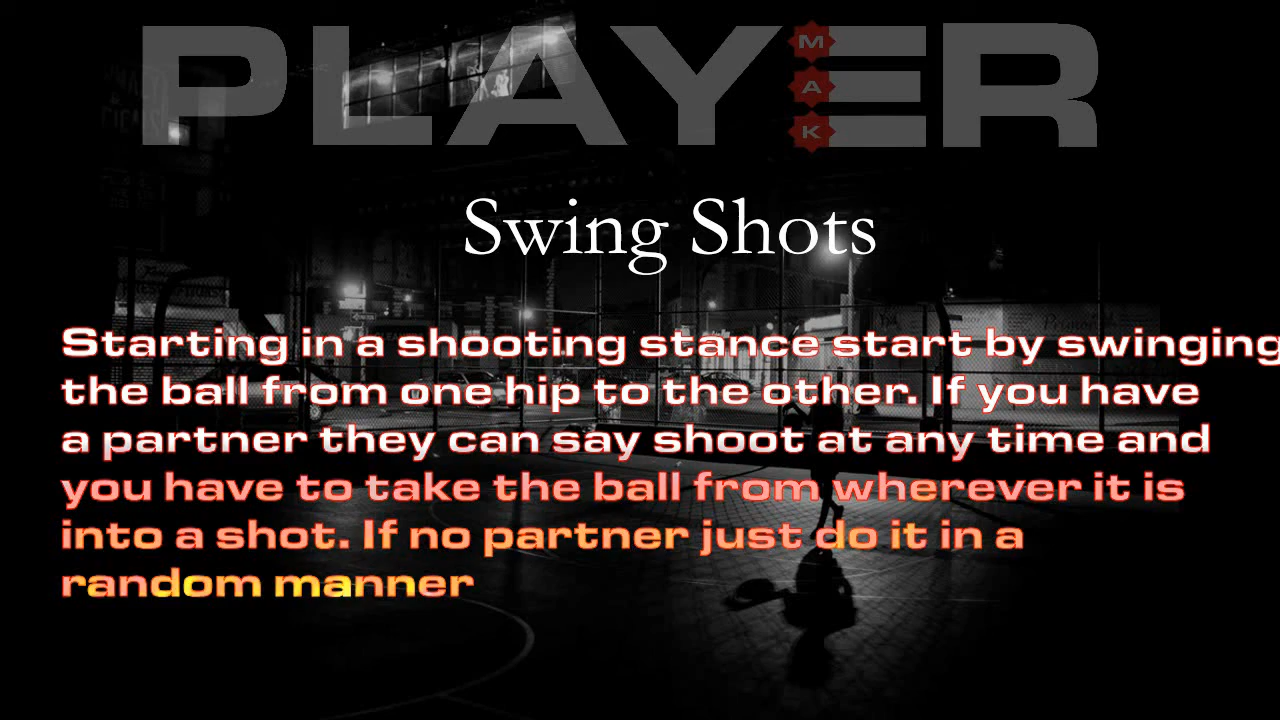 PLAYER
M
A
K
Swing Shots
Starting in a shooting stance start by swinging
the ball from one hip to the other. If you have
a partner they can say shoot at any time and
you have to take the ball from wherever it is
into a shot. If no partner just do it in a
random manner